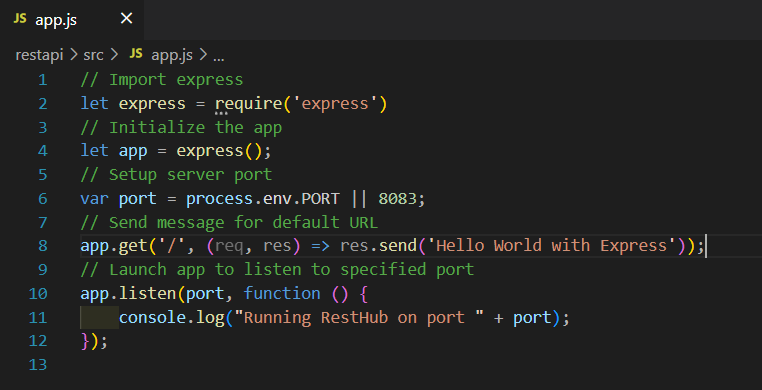 JS app.js ×
restapi > src > JS app.js > ...
1 // Import express
2 let express = require('express')
3 // Initialize the app
4 let app = express();
5 // Setup server port
6 var port = process.env.PORT || 8083;
7 // Send message for default URL
8 app.get('/', (req, res) => res.send('Hello World with Express'));
9 // Launch app to listen to specified port
10 app.listen(port, function () {
11     console.log("Running RestHub on port " + port);
12 });
13